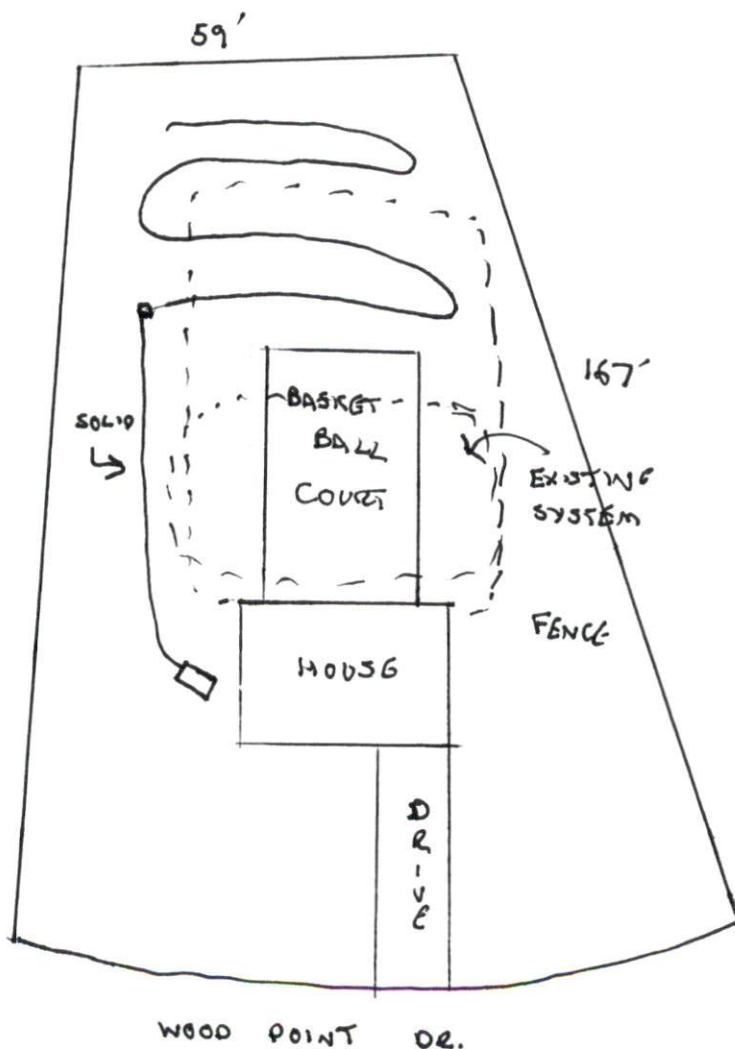 59′
167′
BASKET
BALL
COURT
SOLID
EXISTING
SYSTEM
FENCE
HOUSE
DRIVE
WOOD POINT DR.